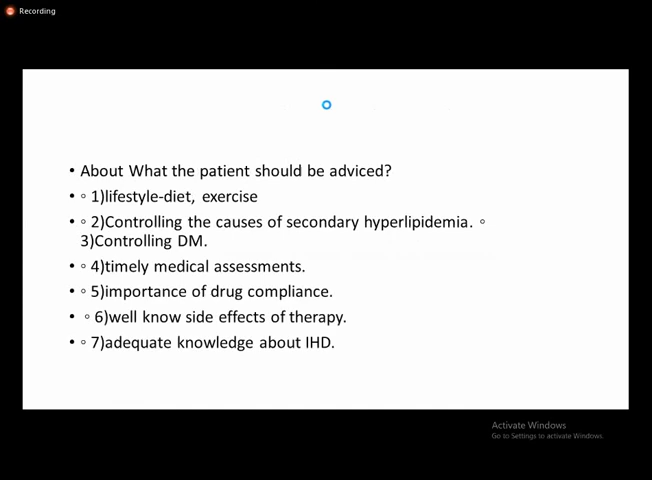 Recording
• About What the patient should be adviced?
• ◦ 1)lifestyle-diet, exercise
• ◦ 2)Controlling the causes of secondary hyperlipidemia. ◦
3)Controlling DM.
• ◦ 4)timely medical assessments.
• ◦ 5)importance of drug compliance.
• ◦ 6)well know side effects of therapy.
• ◦ 7)adequate knowledge about IHD.
Activate Windows
Go to Settings to activate Windows.